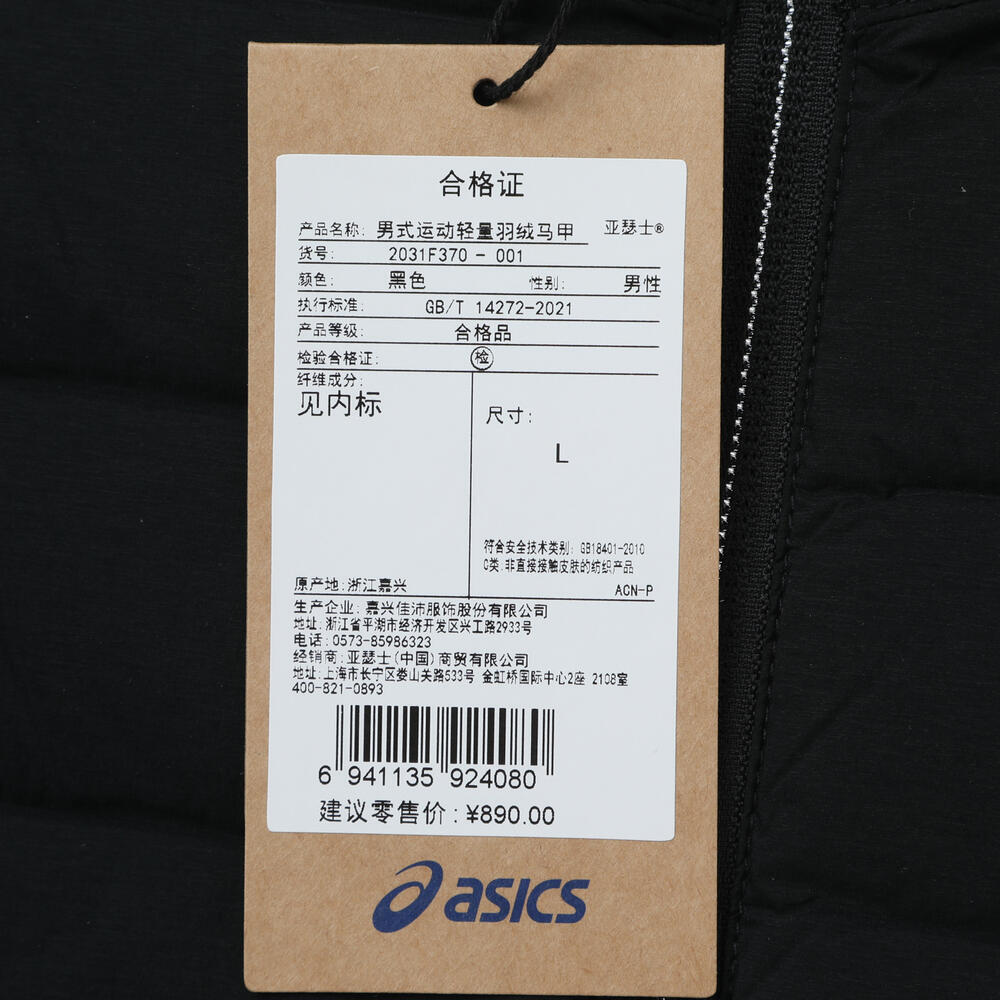 合格证
产品名称: 男式运动轻量羽绒马甲 亚瑟士®
货号: 2031F370 - 001
颜色: 黑色 性别: 男性
执行标准: GB/T 14272-2021
产品等级: 合格品
检验合格证: 检
纤维成分:
见内标
尺寸:
L
符合安全技术类别: GB18401-2010
C类:非直接接触皮肤的纺织产品
原产地:浙江嘉兴 ACN-P
生产企业: 嘉兴佳沛服饰股份有限公司
地址:浙江省平湖市经济开发区兴工路2933号
电话:0573-85986323
经销商:亚瑟士(中国)商贸有限公司
地址:上海市长宁区娄山关路533号 金虹桥国际中心2座 2108室
400-821-0893
6 941135 924080
建议零售价:¥890.00
asics